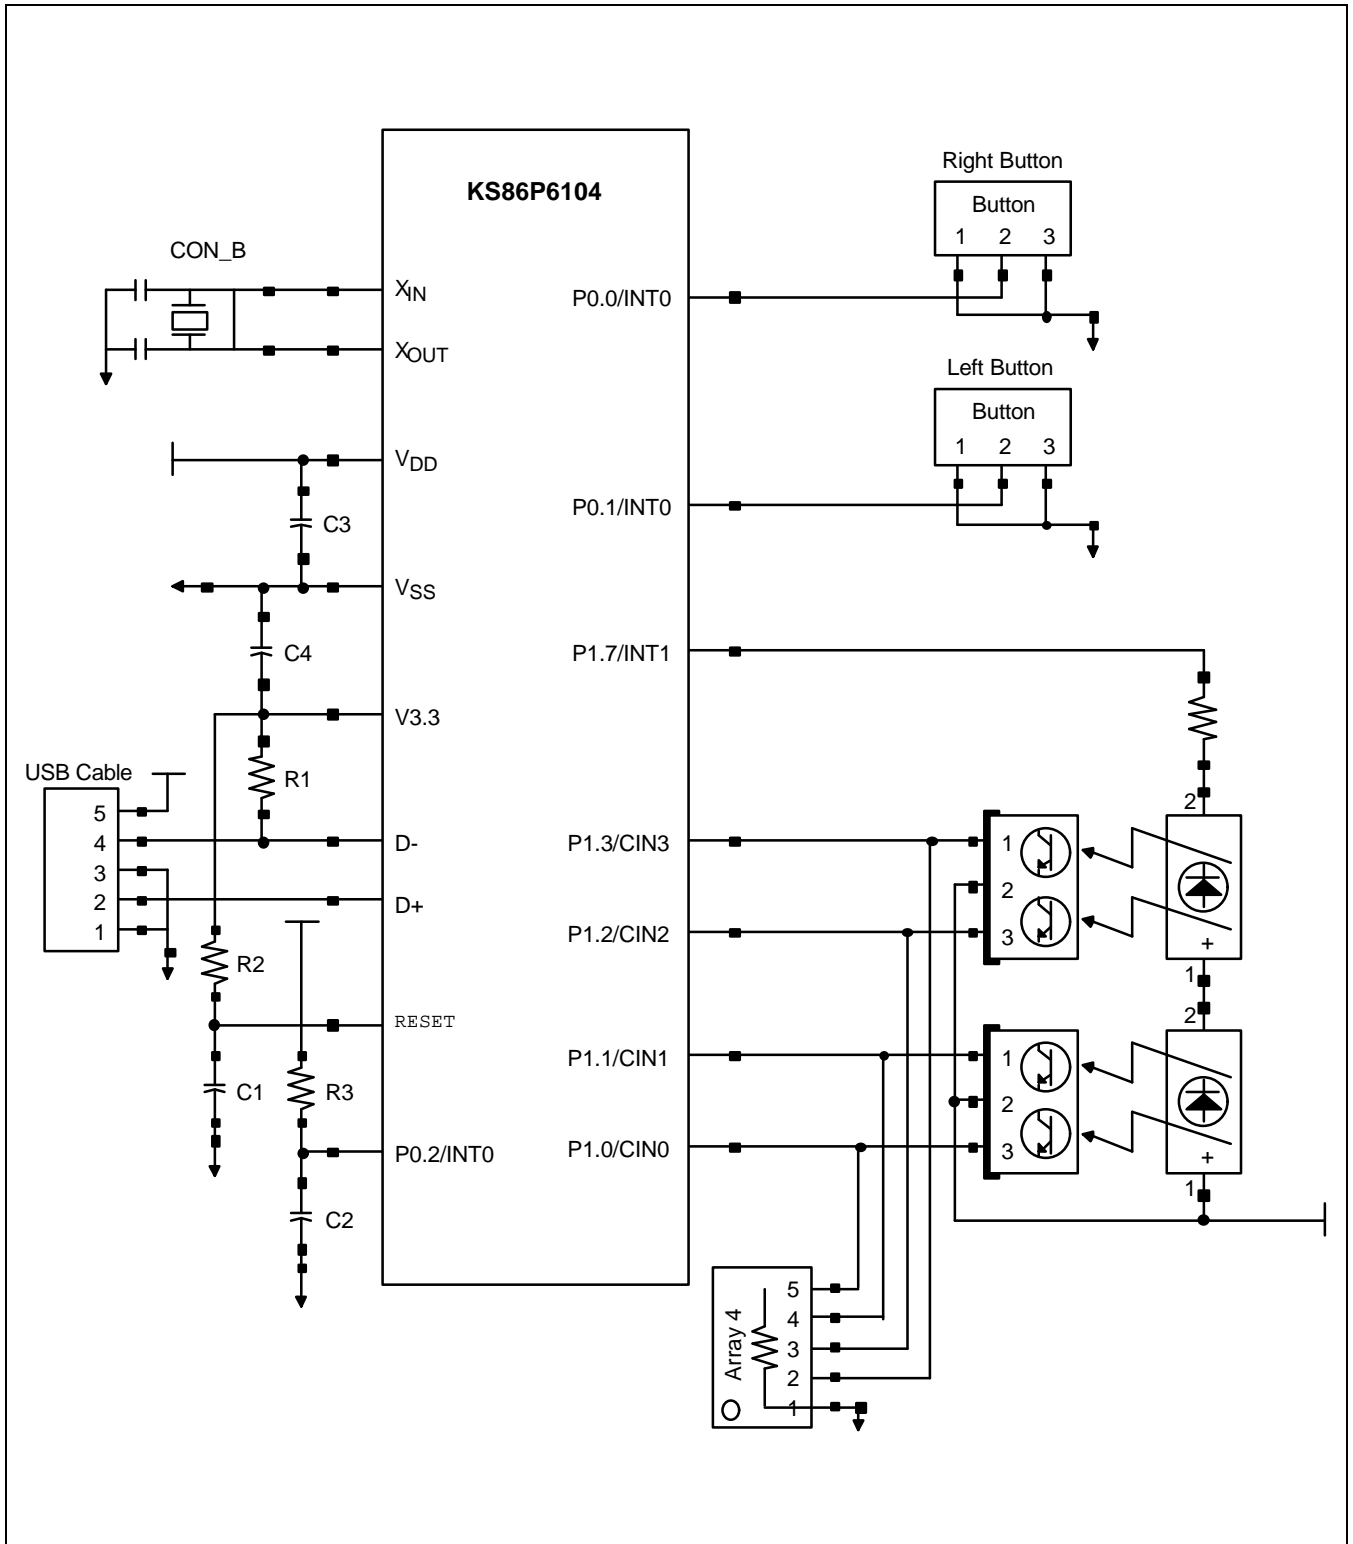 KS86P6104
Right Button
Button
1 2 3
CON_B
XIN
P0.0/INT0
XOUT
Left Button
Button
1 2 3
VDD
P0.1/INT0
C3
VSS
C4
P1.7/INT1
V3.3
USB Cable
R1
5
4
3
2
1
D-
D+
P1.3/CIN3
P1.2/CIN2
1
2
3
2
+
1
R2
RESET
P1.1/CIN1
P1.0/CIN0
1
2
3
2
+
1
C1
R3
P0.2/INT0
C2
Array 4
5
4
3
2
1